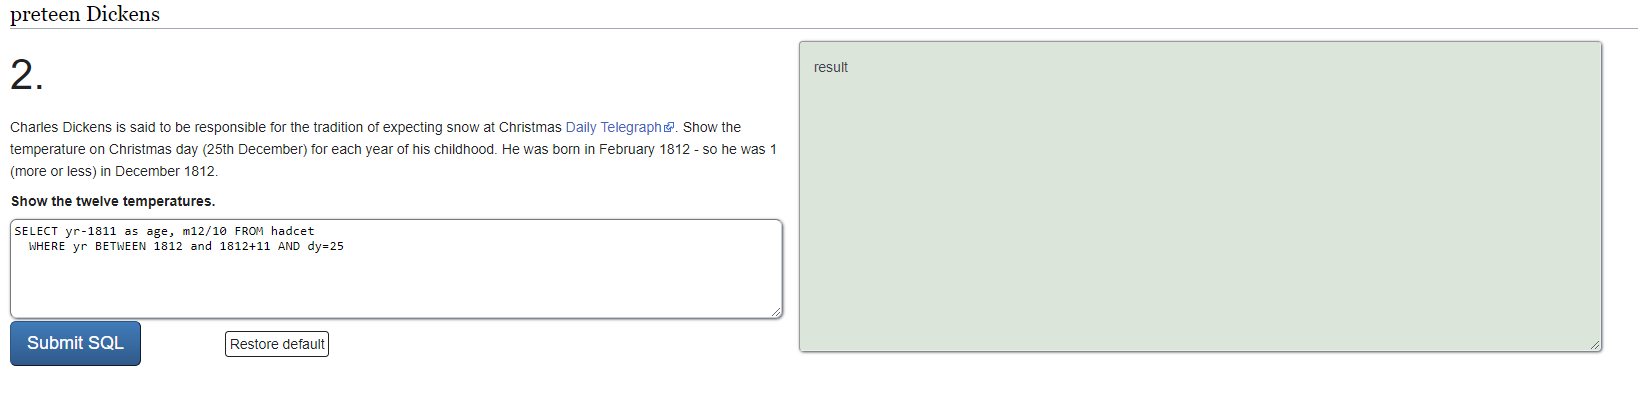 preteen Dickens
2.
Charles Dickens is said to be responsible for the tradition of expecting snow at Christmas Daily Telegraph. Show the
temperature on Christmas day (25th December) for each year of his childhood. He was born in February 1812 - so he was 1
(more or less) in December 1812.
Show the twelve temperatures.
SELECT yr-1811 as age, m12/10 FROM hadcet
WHERE yr BETWEEN 1812 and 1812+11 AND dy=25
Submit SQL
Restore default
result